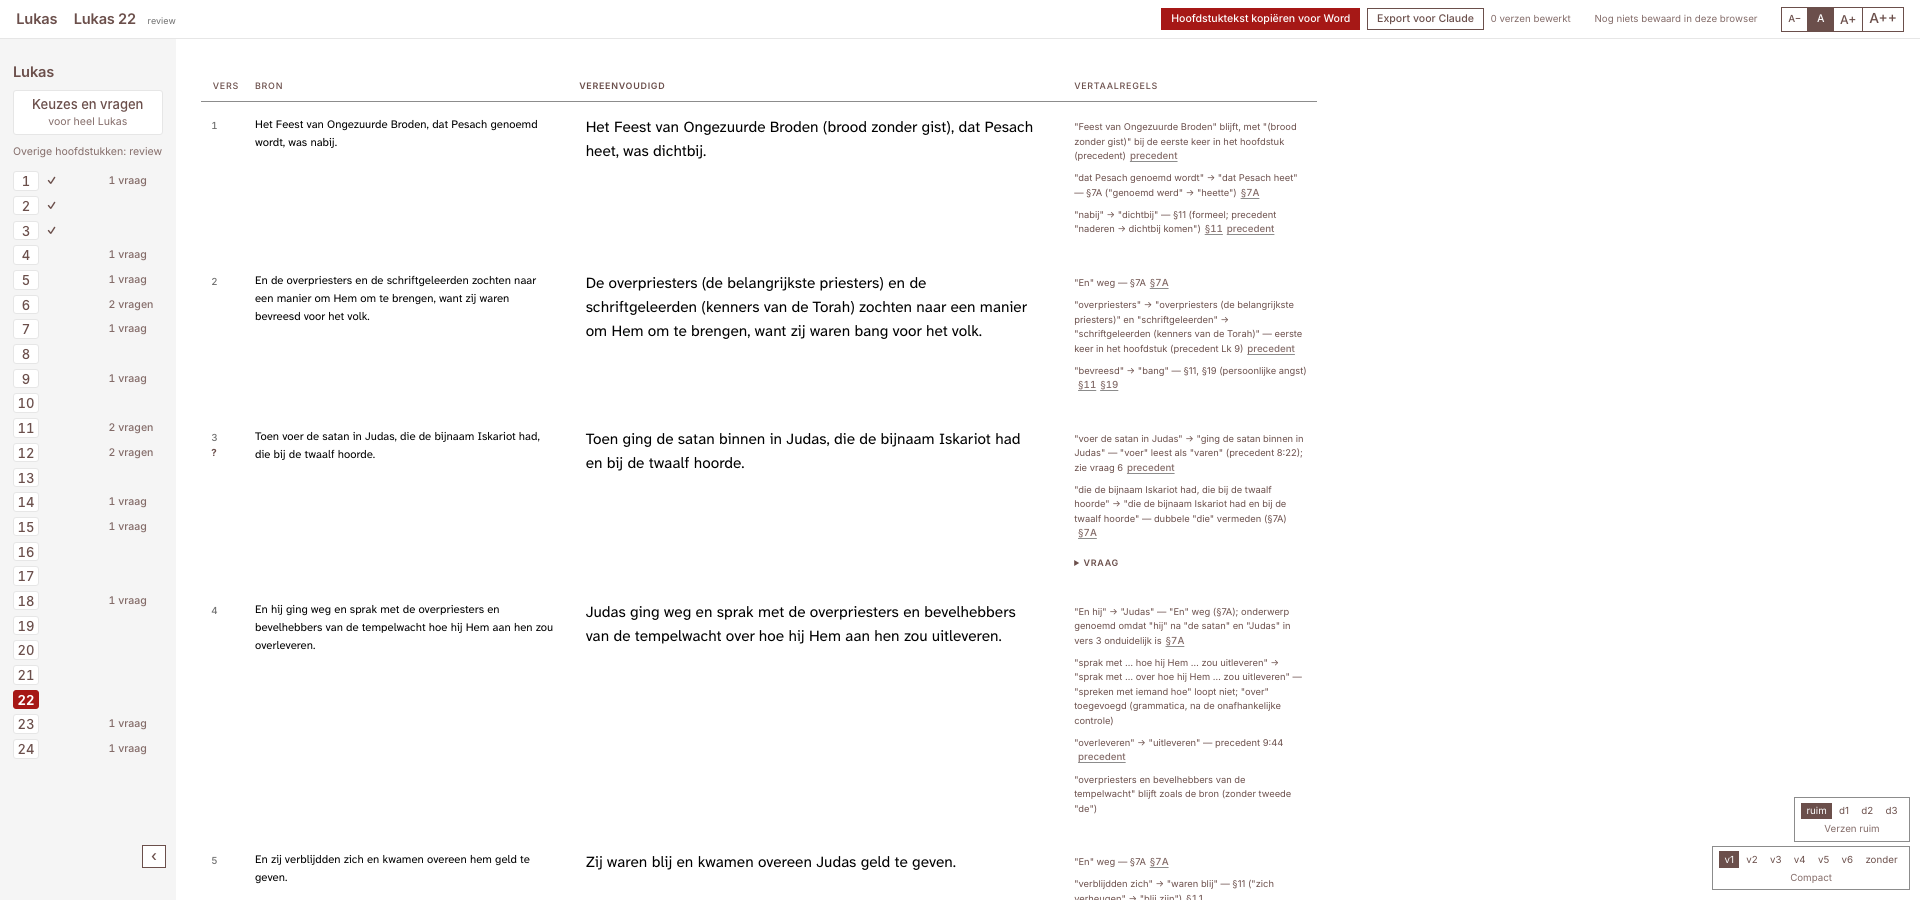 Lukas Lukas 22 review Hoofdstuktekst kopiëren voor Word Export voor Claude 0 verzen bewerkt Nog niets bewaard in deze browser A− A A+ A++
Lukas
Keuzes en vragen
voor heel Lukas
Overige hoofdstukken: review
1 ✓ 1 vraag
2 ✓
3 ✓
4 1 vraag
5 1 vraag
6 2 vragen
7 1 vraag
8
9 1 vraag
10
11 2 vragen
12 2 vragen
13
14 1 vraag
15 1 vraag
16
17
18 1 vraag
19
20
21
22
23 1 vraag
24 1 vraag
‹
VERS BRON VEREENVOUDIGD VERTAALREGELS
1
Het Feest van Ongezuurde Broden, dat Pesach genoemd
wordt, was nabij.
Het Feest van Ongezuurde Broden (brood zonder gist), dat Pesach
heet, was dichtbij.
"Feest van Ongezuurde Broden" blijft, met "(brood
zonder gist)" bij de eerste keer in het hoofdstuk
(precedent) precedent
"dat Pesach genoemd wordt" → "dat Pesach heet"
— §7A ("genoemd werd" → "heette") §7A
"nabij" → "dichtbij" — §11 (formeel; precedent
"naderen → dichtbij komen") §11 precedent
2
En de overpriesters en de schriftgeleerden zochten naar
een manier om Hem om te brengen, want zij waren
bevreesd voor het volk.
De overpriesters (de belangrijkste priesters) en de
schriftgeleerden (kenners van de Torah) zochten naar een manier
om Hem om te brengen, want zij waren bang voor het volk.
"En" weg — §7A §7A
"overpriesters" → "overpriesters (de belangrijkste
priesters)" en "schriftgeleerden" →
"schriftgeleerden (kenners van de Torah)" — eerste
keer in het hoofdstuk (precedent Lk 9) precedent
"bevreesd" → "bang" — §11, §19 (persoonlijke angst)
§11 §19
3
?
Toen voer de satan in Judas, die de bijnaam Iskariot had,
die bij de twaalf hoorde.
Toen ging de satan binnen in Judas, die de bijnaam Iskariot had
en bij de twaalf hoorde.
"voer de satan in Judas" → "ging de satan binnen in
Judas" — "voer" leest als "varen" (precedent 8:22);
zie vraag 6 precedent
"die de bijnaam Iskariot had, die bij de twaalf
hoorde" → "die de bijnaam Iskariot had en bij de
twaalf hoorde" — dubbele "die" vermeden (§7A)
§7A
▶ VRAAG
4
En hij ging weg en sprak met de overpriesters en
bevelhebbers van de tempelwacht hoe hij Hem aan hen zou
overleveren.
Judas ging weg en sprak met de overpriesters en bevelhebbers
van de tempelwacht over hoe hij Hem aan hen zou uitleveren.
"En hij" → "Judas" — "En" weg (§7A); onderwerp
genoemd omdat "hij" na "de satan" en "Judas" in
vers 3 onduidelijk is §7A
"sprak met ... hoe hij Hem ... zou uitleveren" →
"sprak met ... over hoe hij Hem ... zou uitleveren" —
"spreken met iemand hoe" loopt niet; "over"
toegevoegd (grammatica, na de onafhankelijke
controle)
"overleveren" → "uitleveren" — precedent 9:44
precedent
"overpriesters en bevelhebbers van de
tempelwacht" blijft zoals de bron (zonder tweede
"de")
5
En zij verblijdden zich en kwamen overeen hem geld te
geven.
Zij waren blij en kwamen overeen Judas geld te geven.
"En" weg — §7A §7A
"verblijdden zich" → "waren blij" — §11 ("zich
verheugen" → "blij zijn") §11
ruim d1 d2 d3
Verzen ruim
v1 v2 v3 v4 v5 v6 zonder
Compact